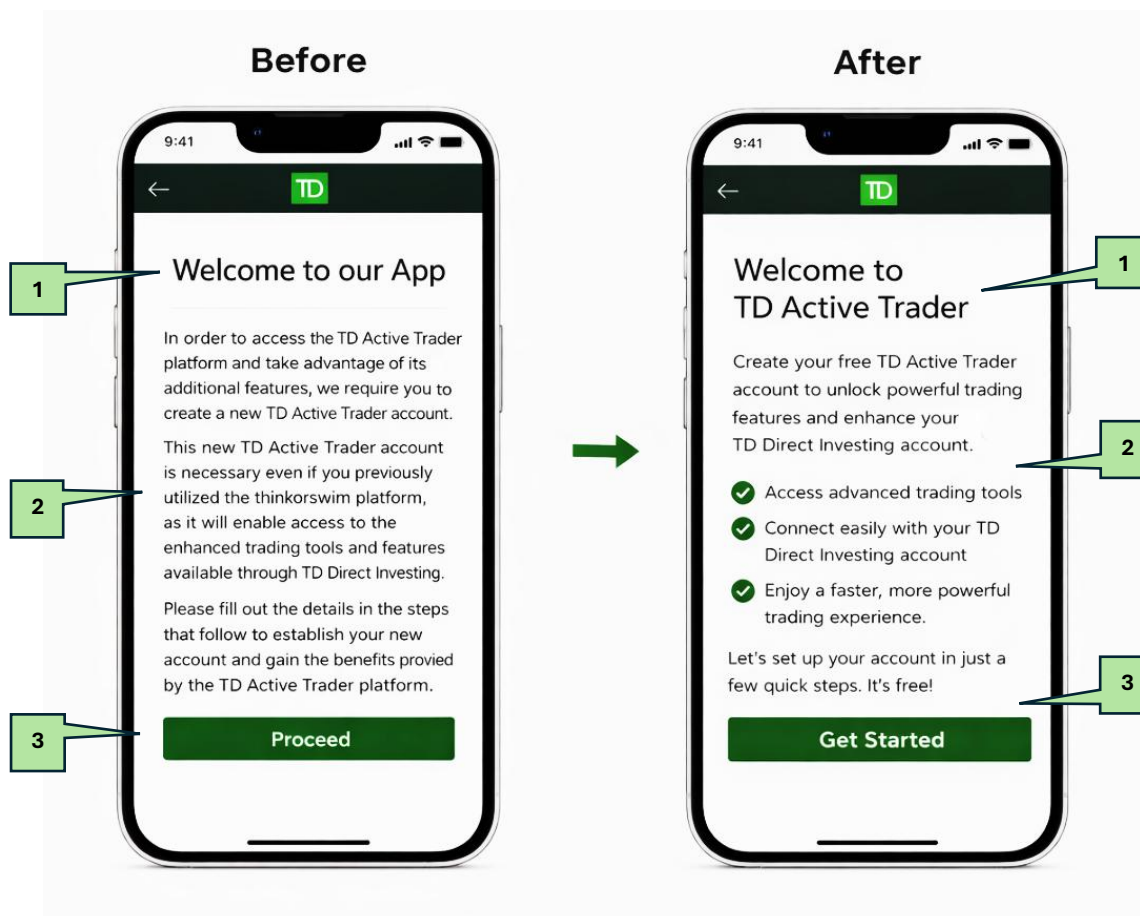 Before
9:41
TD
1
Welcome to our App
In order to access the TD Active Trader
platform and take advantage of its
additional features, we require you to
create a new TD Active Trader account.
This new TD Active Trader account
is necessary even if you previously
2
utilized the thinkorswim platform,
as it will enable access to the
enhanced trading tools and features
available through TD Direct Investing.
Please fill out the details in the steps
that follow to establish your new
account and gain the benefits provied
by the TD Active Trader platform.
3
Proceed
After
9:41
TD
1
Welcome to
TD Active Trader
Create your free TD Active Trader
account to unlock powerful trading
features and enhance your
TD Direct Investing account.
2
Access advanced trading tools
Connect easily with your TD
Direct Investing account
Enjoy a faster, more powerful
trading experience.
Let's set up your account in just a
few quick steps. It's free!
3
Get Started